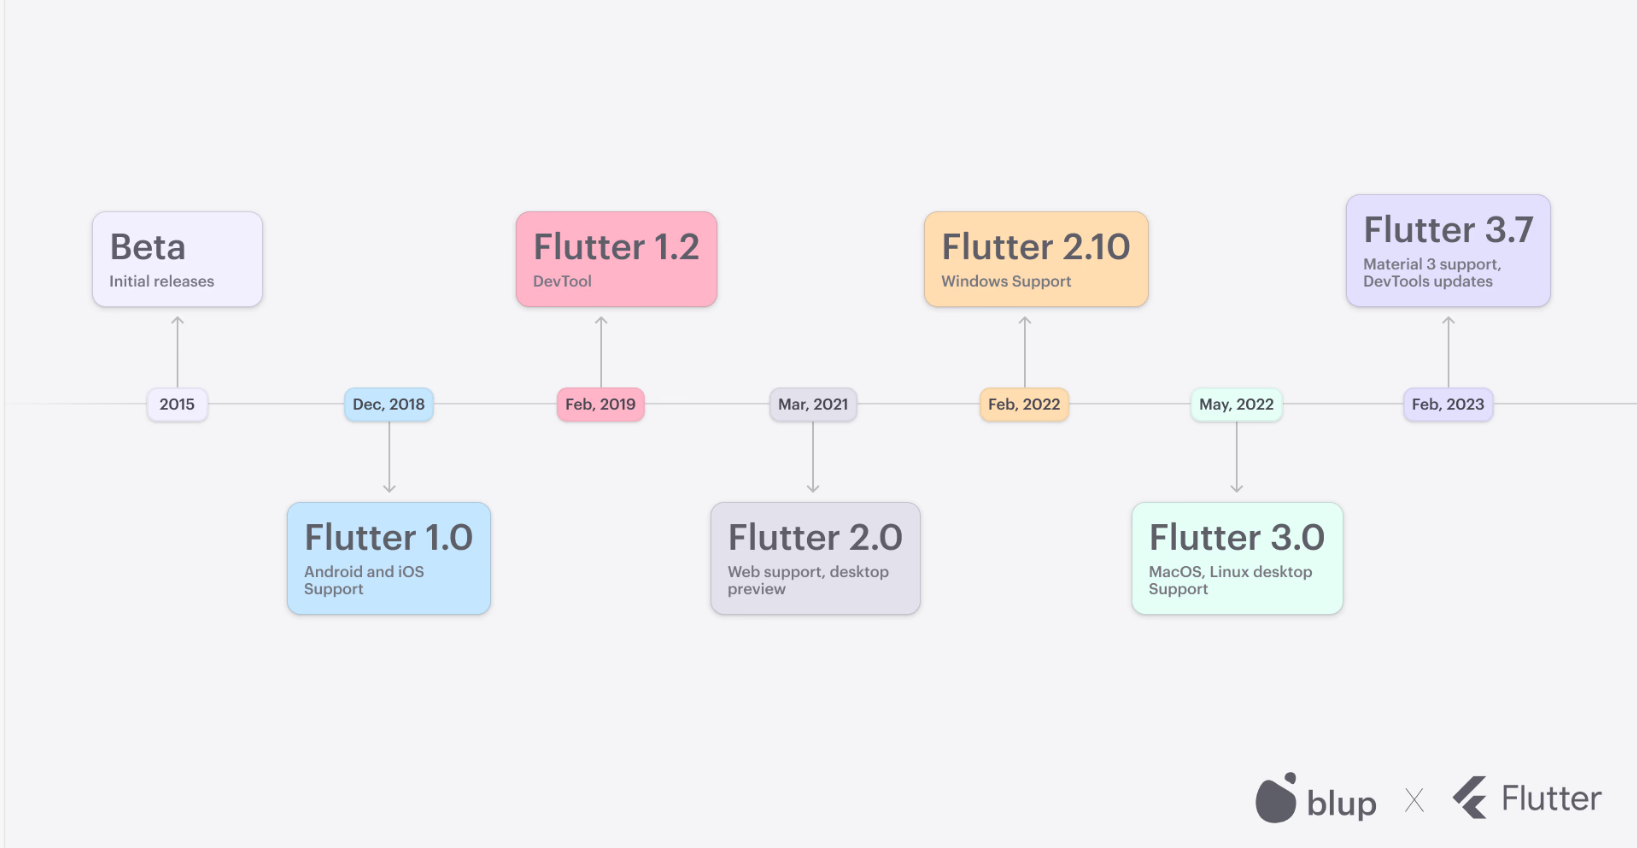 Beta
Initial releases
Flutter 1.2
DevTool
Flutter 2.10
Windows Support
Flutter 3.7
Material 3 support,
DevTools updates
2015
Dec, 2018
Feb, 2019
Mar, 2021
Feb, 2022
May, 2022
Feb, 2023
Flutter 1.0
Android and iOS
Support
Flutter 2.0
Web support, desktop
preview
Flutter 3.0
MacOS, Linux desktop
Support
blup X Flutter